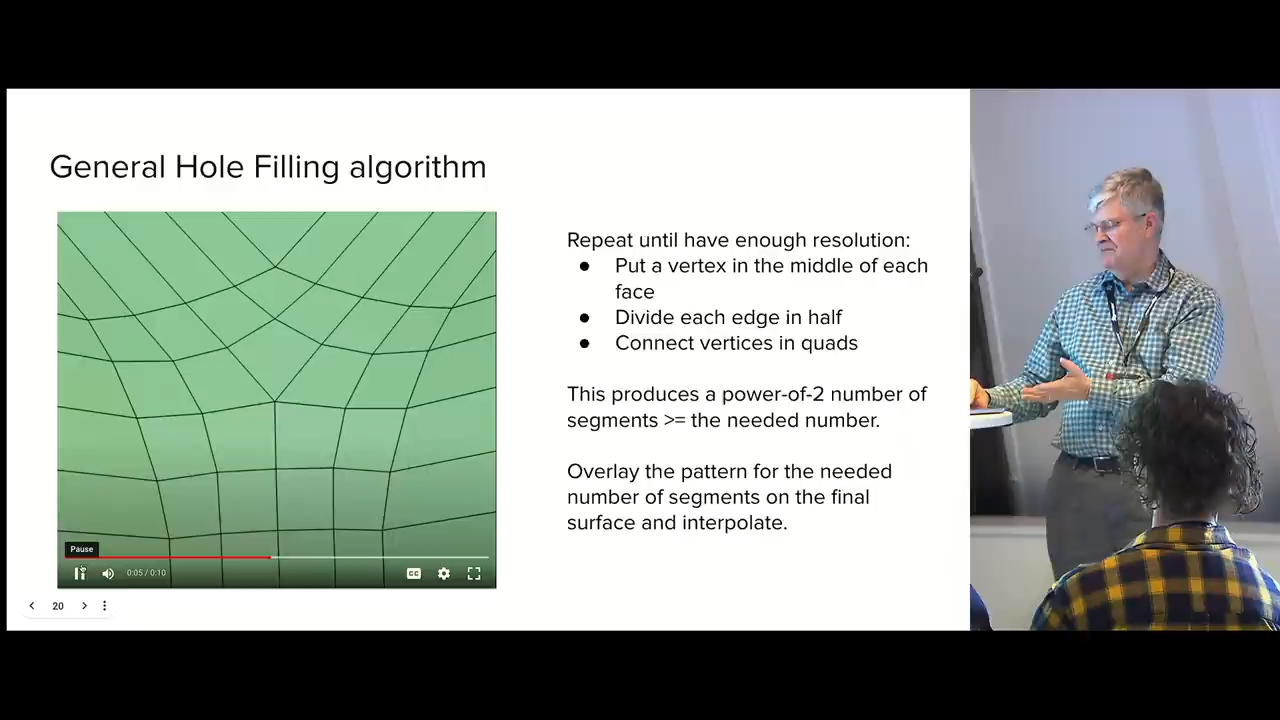 General Hole Filling algorithm
Repeat until have enough resolution:
● Put a vertex in the middle of each
face
● Divide each edge in half
● Connect vertices in quads
This produces a power-of-2 number of
segments >= the needed number.
Overlay the pattern for the needed
number of segments on the final
surface and interpolate.
Pause
0:05 / 0:10
CC
20